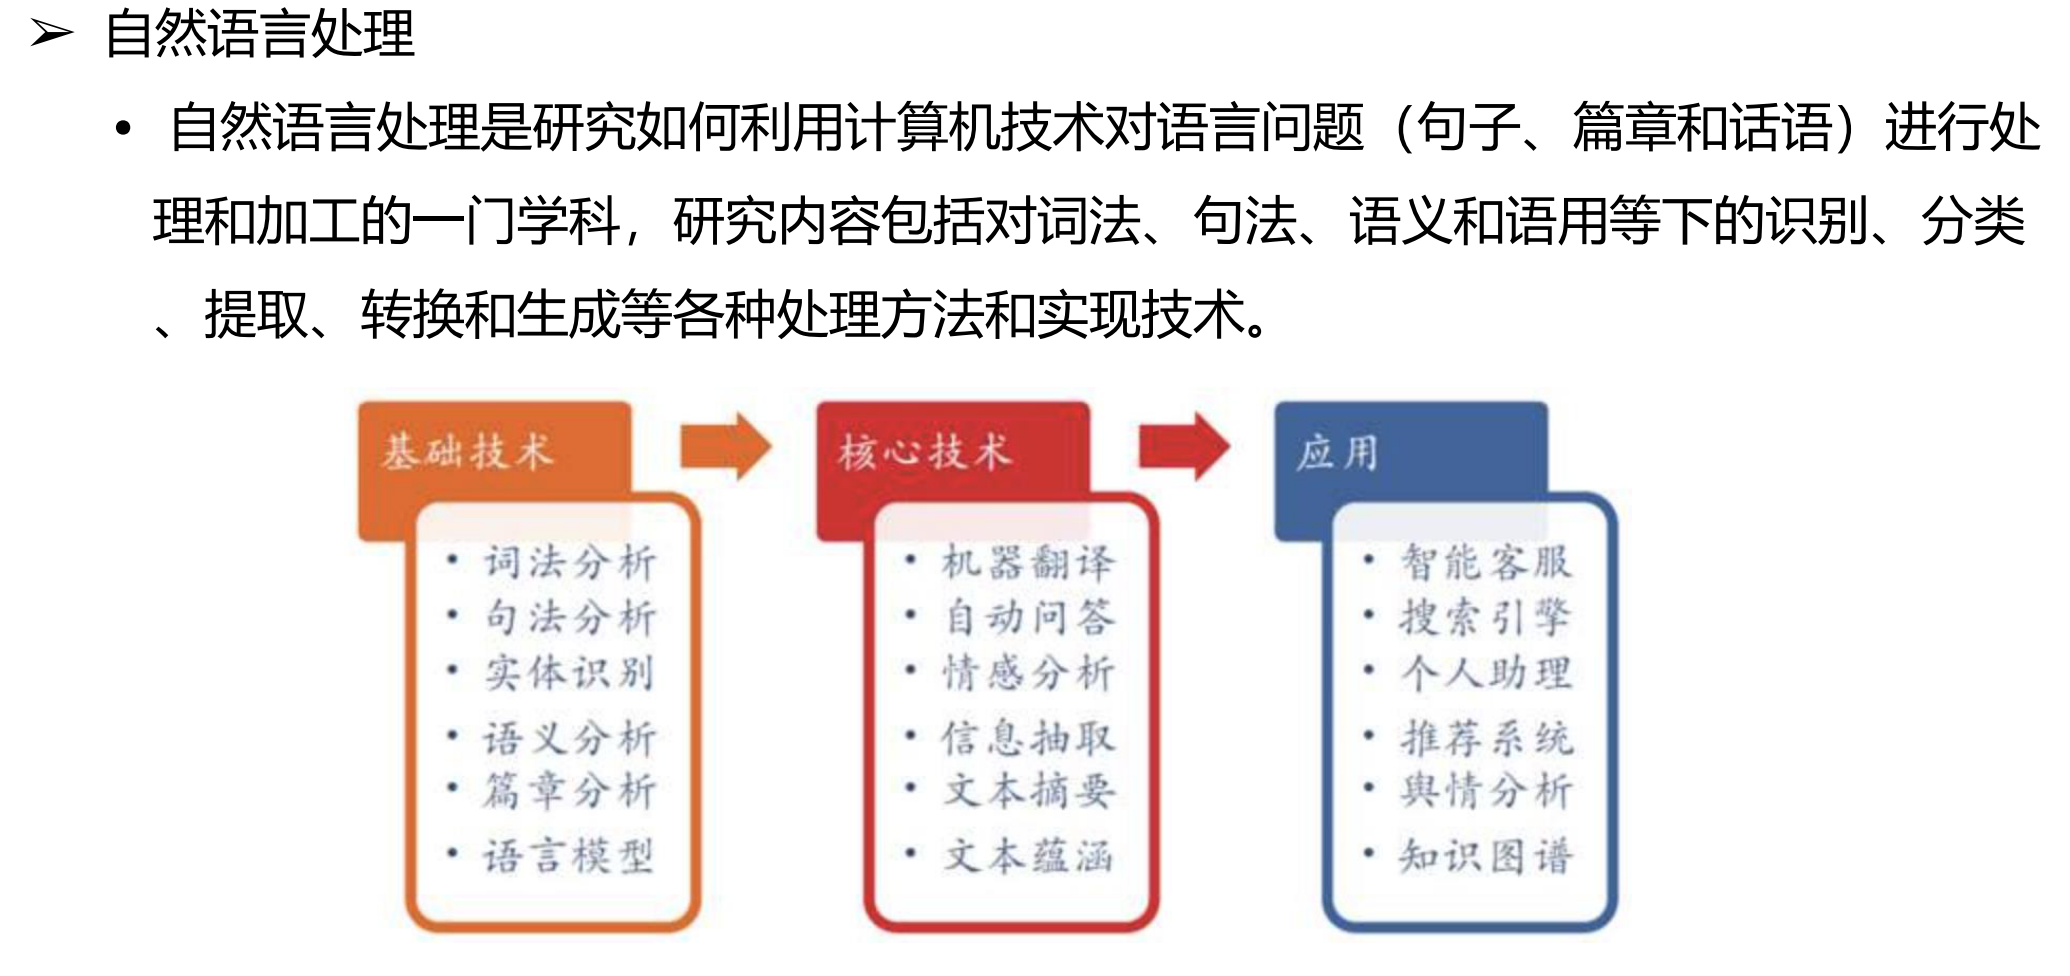 ➢ 自然语言处理
• 自然语言处理是研究如何利用计算机技术对语言问题（句子、篇章和话语）进行处
理和加工的一门学科，研究内容包括对词法、句法、语义和语用等下的识别、分类
、提取、转换和生成等各种处理方法和实现技术。
基础技术
• 词法分析
• 句法分析
• 实体识别
• 语义分析
• 篇章分析
• 语言模型
核心技术
• 机器翻译
• 自动问答
• 情感分析
• 信息抽取
• 文本摘要
• 文本蕴涵
应用
• 智能客服
• 搜索引擎
• 个人助理
• 推荐系统
• 舆情分析
• 知识图谱